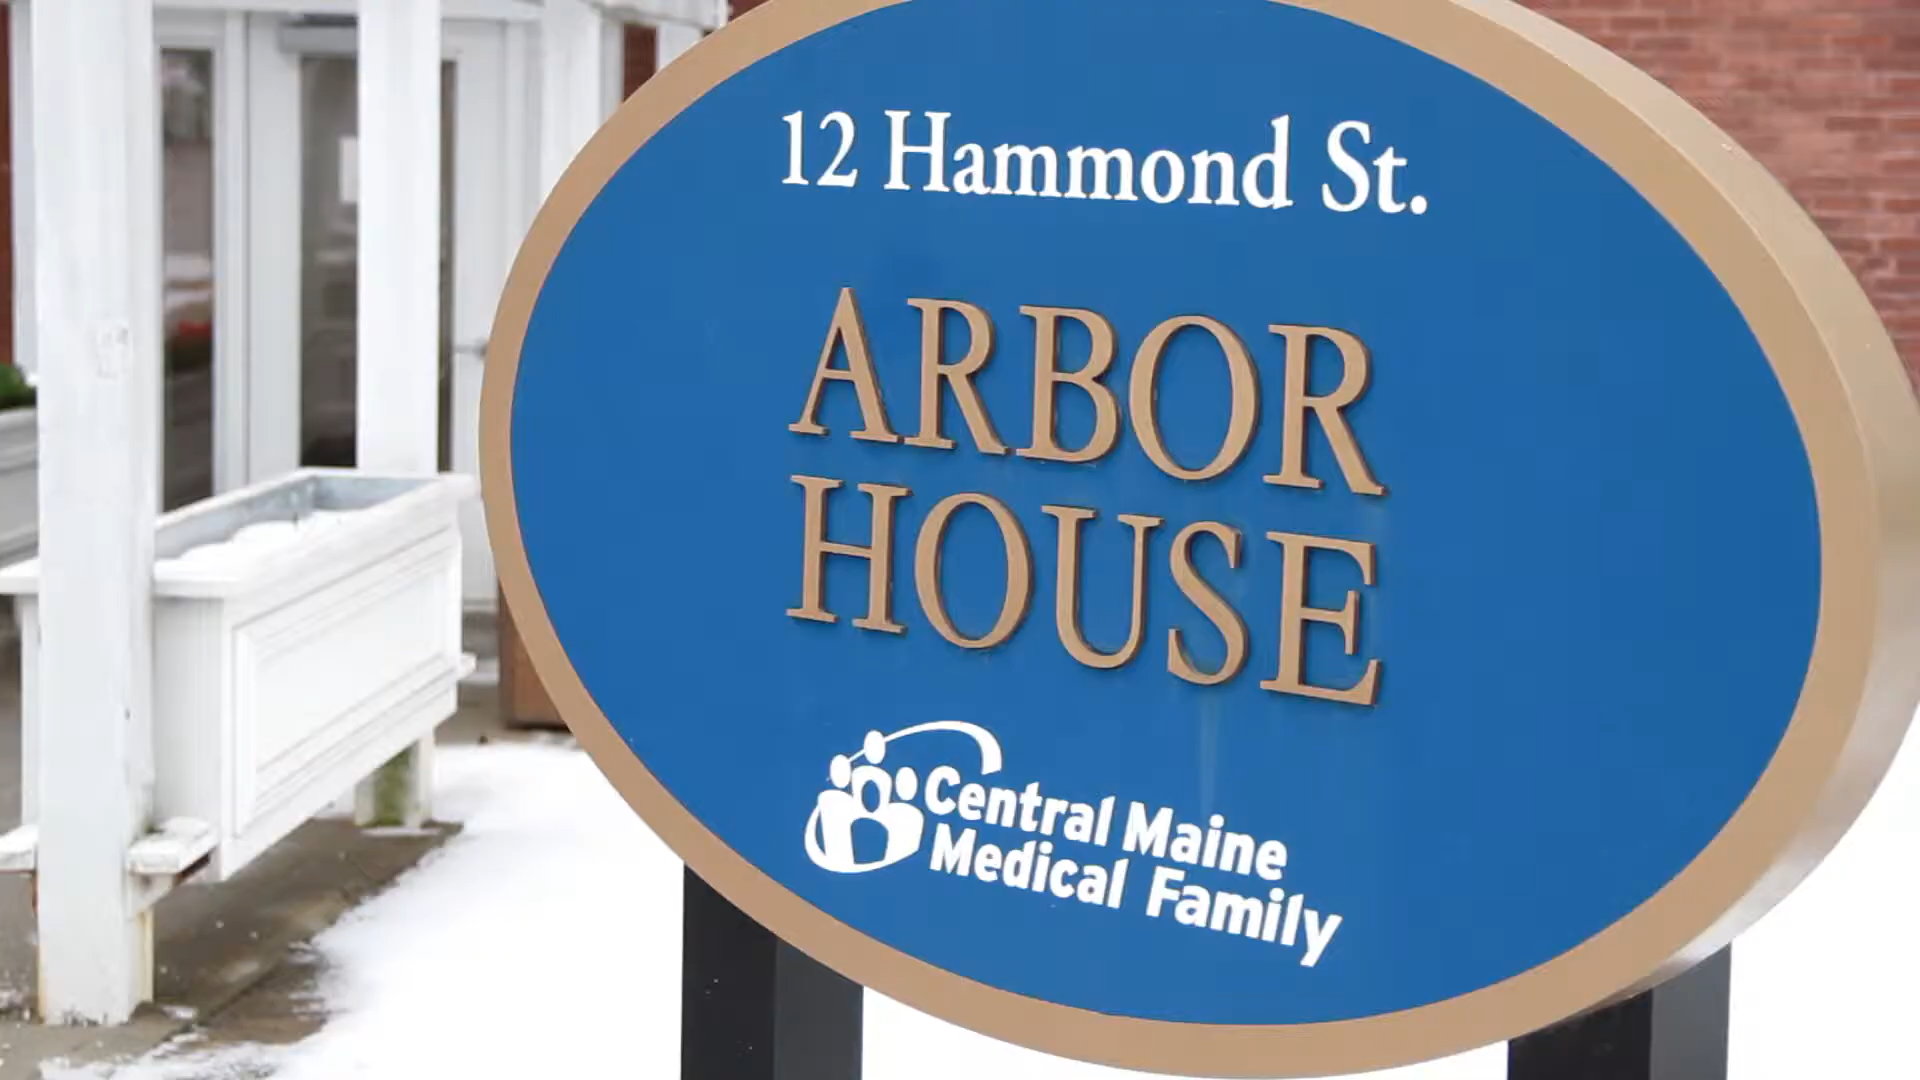 12 Hammond St.
ARBOR
HOUSE
Central Maine
Medical Family